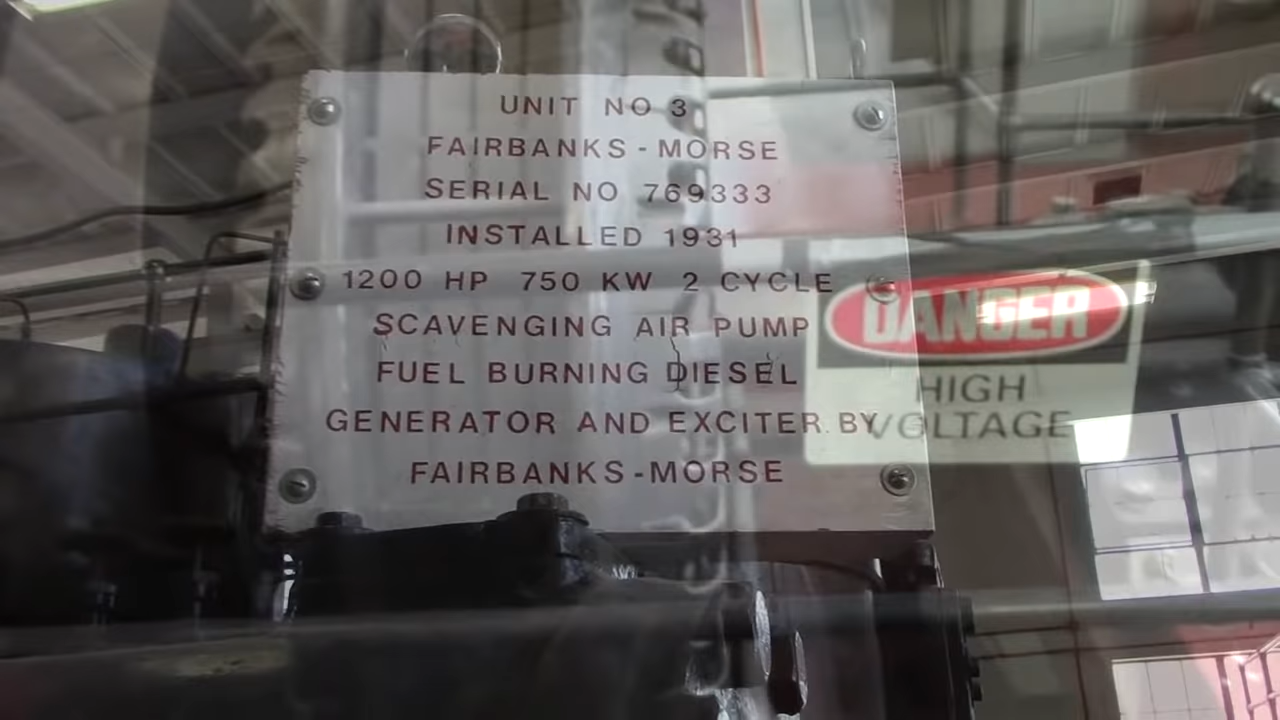 UNIT NO 3
FAIRBANKS - MORSE
SERIAL NO 769333
INSTALLED 1931
1200 HP 750 KW 2 CYCLE
SCAVENGING AIR PUMP
FUEL BURNING DIESEL
GENERATOR AND EXCITER BY
FAIRBANKS-MORSE
DANGER
HIGH
VOLTAGE